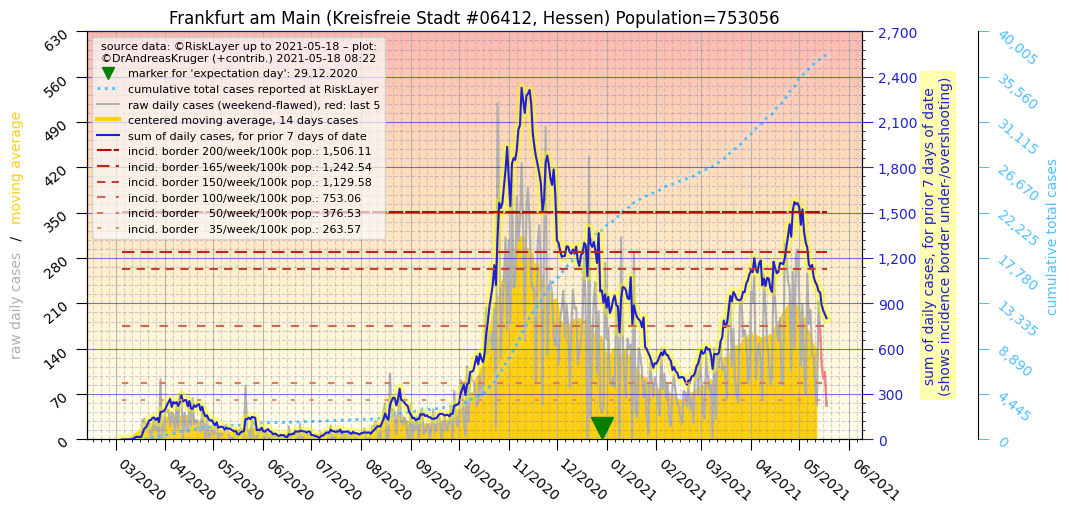 Frankfurt am Main (Kreisfreie Stadt #06412, Hessen) Population=753056
source data: ©RiskLayer up to 2021-05-18 – plot:
©DrAndreasKruger (+contrib.) 2021-05-18 08:22
marker for 'expectation day': 29.12.2020
cumulative total cases reported at RiskLayer
raw daily cases (weekend-flawed), red: last 5
centered moving average, 14 days cases
sum of daily cases, for prior 7 days of date
incid. border 200/week/100k pop.: 1,506.11
incid. border 165/week/100k pop.: 1,242.54
incid. border 150/week/100k pop.: 1,129.58
incid. border 100/week/100k pop.: 753.06
incid. border   50/week/100k pop.: 376.53
incid. border   35/week/100k pop.: 263.57
raw daily cases / moving average
630
560
490
420
350
280
210
140
70
0
03/2020
04/2020
05/2020
06/2020
07/2020
08/2020
09/2020
10/2020
11/2020
12/2020
01/2021
02/2021
03/2021
04/2021
05/2021
06/2021
2,700
2,400
2,100
1,800
1,500
1,200
900
600
300
0
sum of daily cases, for prior 7 days of date
(shows incidence border under-/overshooting)
40,005
35,560
31,115
26,670
22,225
17,780
13,335
8,890
4,445
0
cumulative total cases